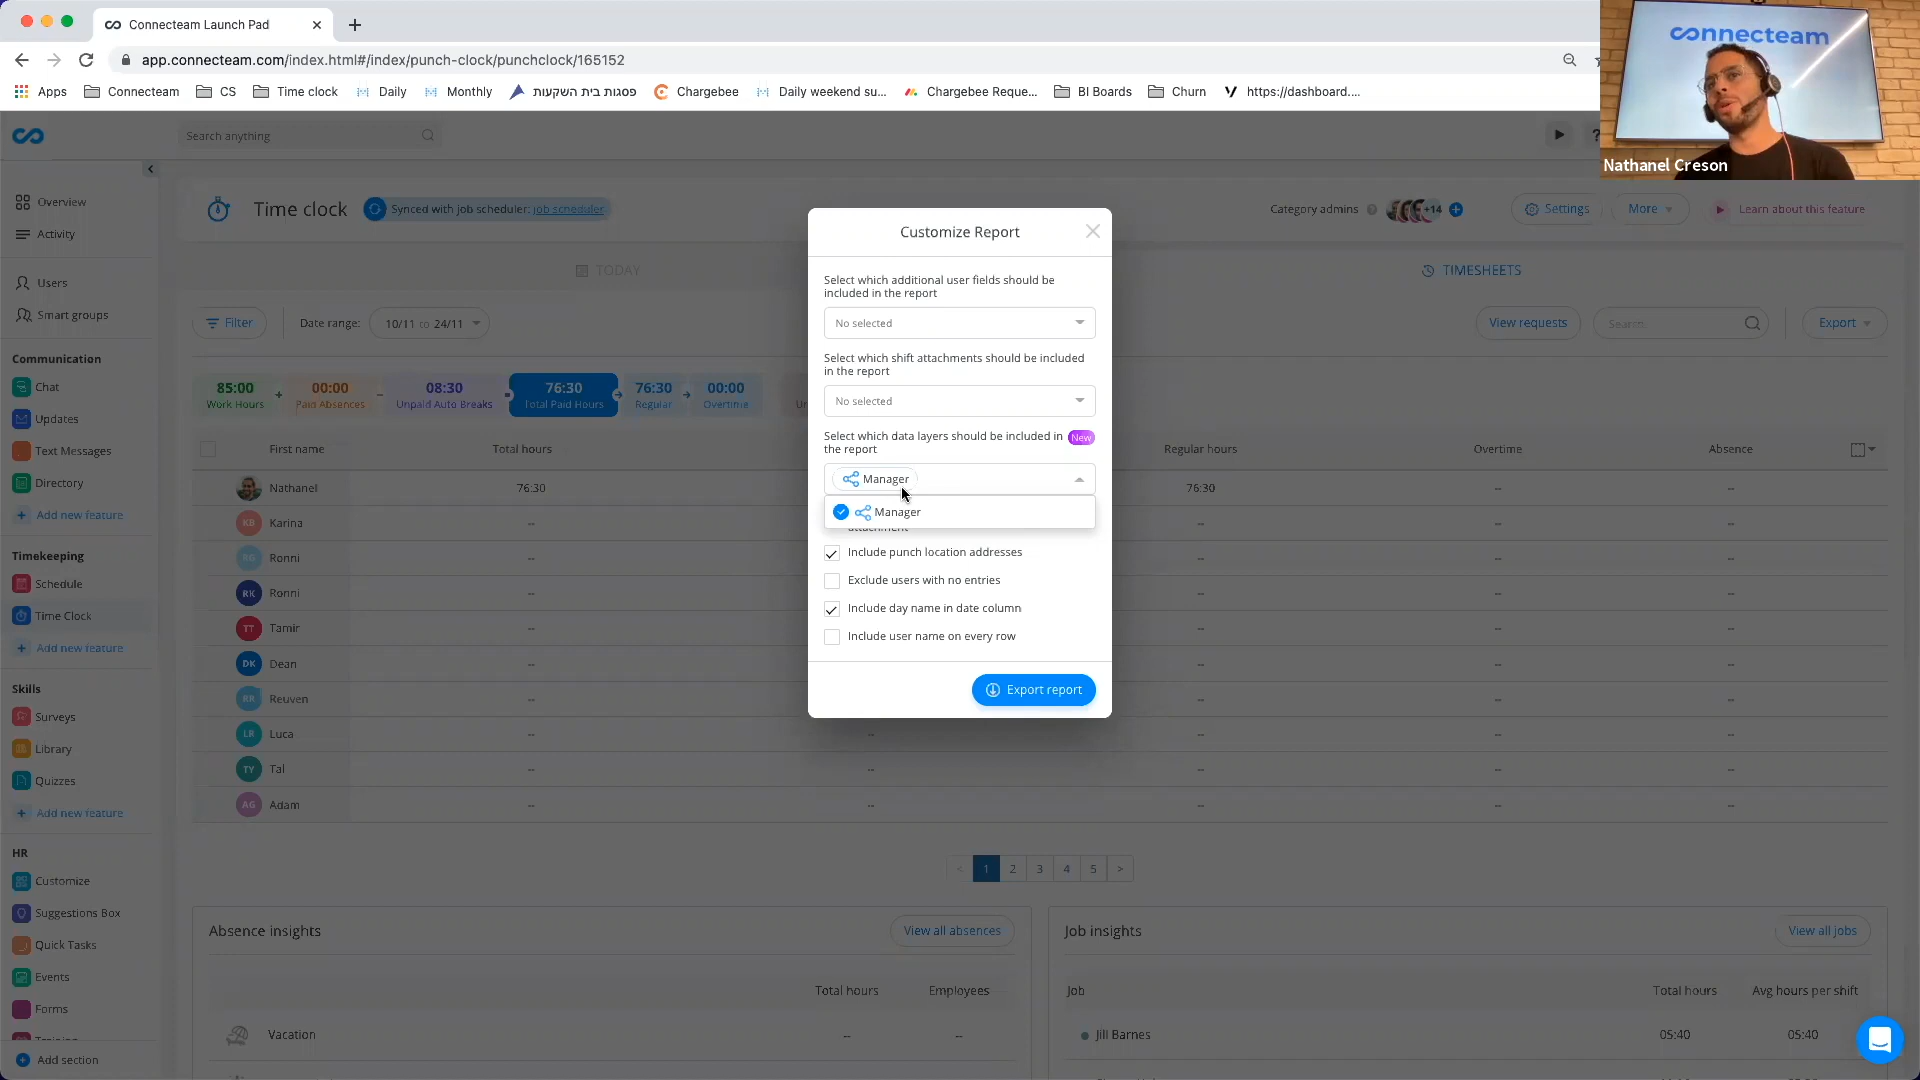 Connecteam Launch Pad
app.connecteam.com/index.html#/index/punch-clock/punchclock/165152
Apps Connecteam CS Time clock Daily Monthly פסגות בית השקעות Chargebee Daily weekend su... Chargebee Reque... BI Boards Churn https://dashboard....
connecteam
Nathanel Creson
Search anything
Overview
Activity
Users
Smart groups
Communication
Chat
Updates
Text Messages
Directory
+ Add new feature
Timekeeping
Schedule
Time Clock
+ Add new feature
Skills
Surveys
Library
Quizzes
+ Add new feature
HR
Customize
Suggestions Box
Quick Tasks
Events
Forms
Add section
Time clock
Synced with job scheduler: job scheduler
Category admins ? +14
Settings
More
Learn about this feature
TODAY
TIMESHEETS
Filter
Date range: 10/11 to 24/11
View requests
Search
Export
85:00 + 00:00 - 08:30 = 76:30 76:30 00:00
Work Hours Paid Absences Unpaid Auto Breaks Total Paid Hours Regular Overtime
First name Total hours Regular hours Overtime Absence
Nathanel 76:30 76:30 -- --
KB Karina -- -- -- --
RG Ronni -- -- -- --
RK Ronni -- -- -- --
TT Tamir -- -- -- --
DK Dean -- -- -- --
RR Reuven -- -- -- --
LR Luca -- -- -- -- --
TY Tal -- -- -- -- --
AG Adam -- -- -- -- --
< 1 2 3 4 5 >
Customize Report
Select which additional user fields should be
included in the report
No selected
Select which shift attachments should be included
in the report
No selected
Select which data layers should be included in New
the report
Manager
Manager
attachment
Include punch location addresses
Exclude users with no entries
Include day name in date column
Include user name on every row
Export report
Absence insights
View all absences
Total hours Employees
Vacation -- --
Job insights
View all jobs
Job Total hours Avg hours per shift
Jill Barnes 05:40 05:40